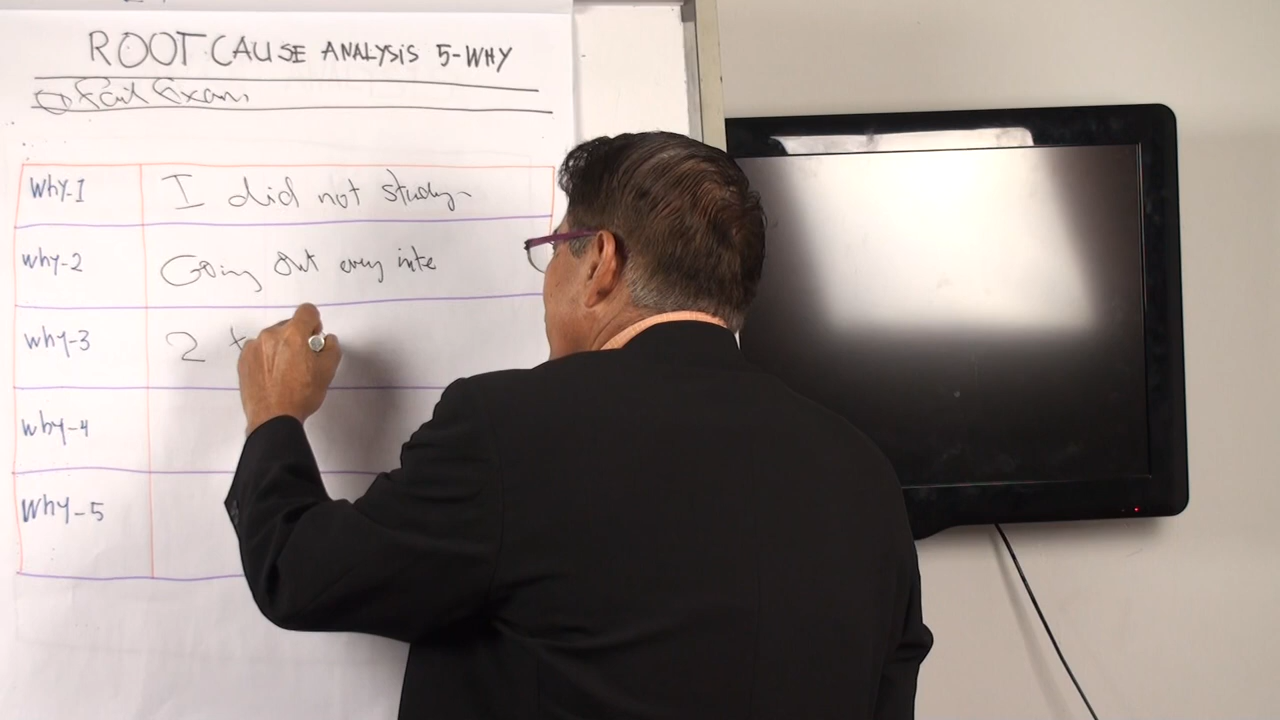 ROOT CAUSE ANALYSIS 5-WHY
Fail Exam
Why-1 I did not study
Why-2 Going out every nite
Why-3 2
Why-4
Why-5